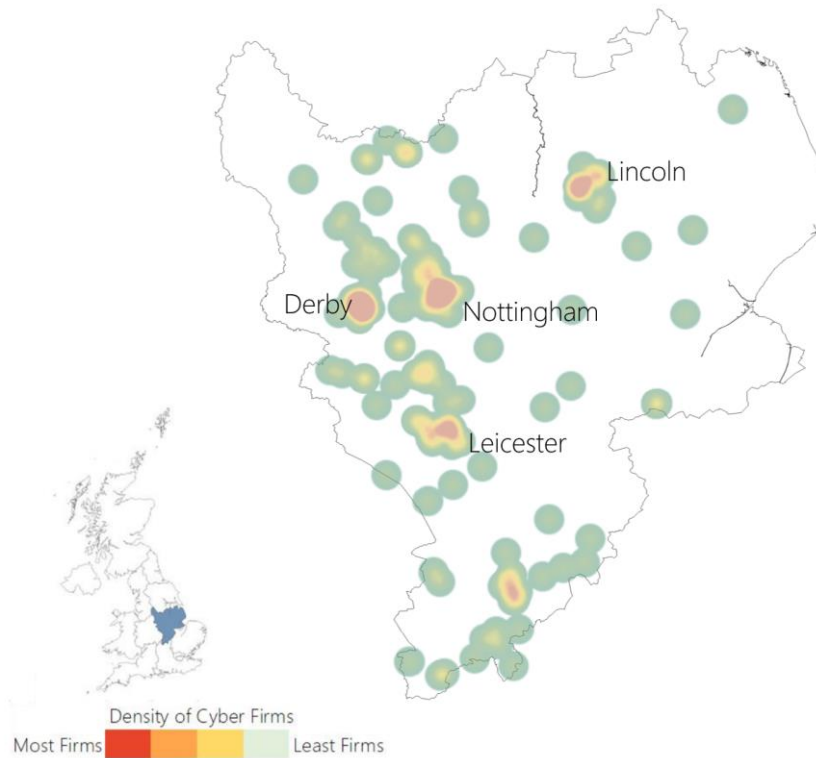 Lincoln
Derby
Nottingham
Leicester
Density of Cyber Firms
Most Firms
Least Firms